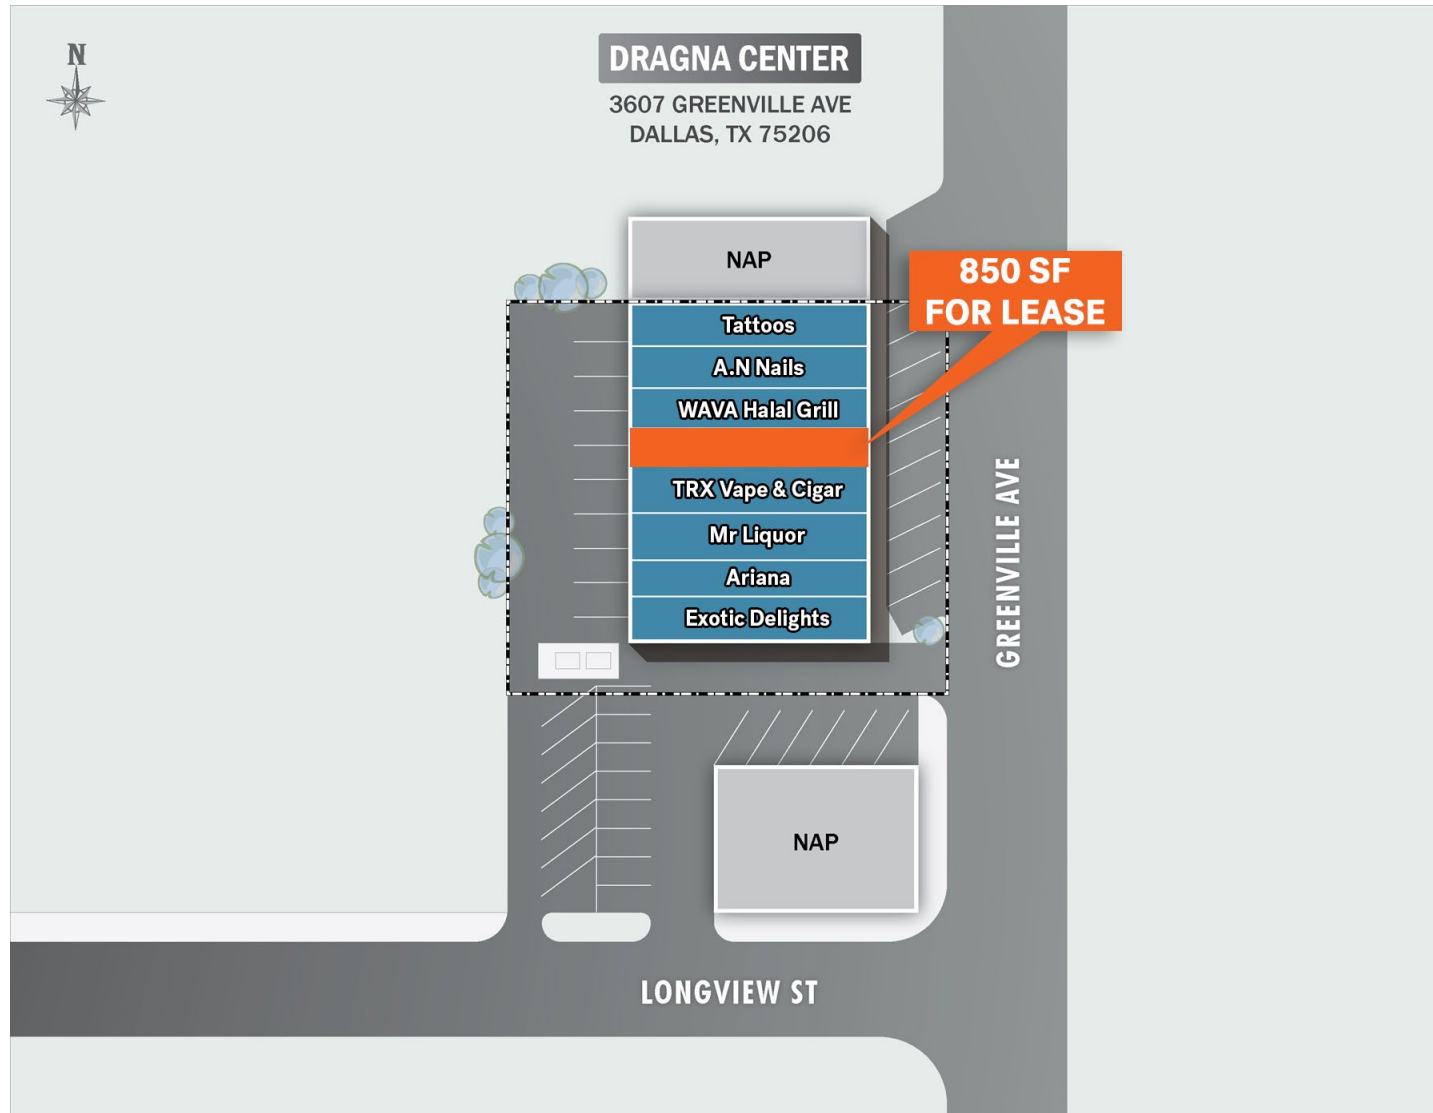 N
DRAGNA CENTER
3607 GREENVILLE AVE
DALLAS, TX 75206
NAP
850 SF
FOR LEASE
Tattoos
A.N Nails
WAVA Halal Grill
TRX Vape & Cigar
Mr Liquor
Ariana
Exotic Delights
GREENVILLE AVE
NAP
LONGVIEW ST